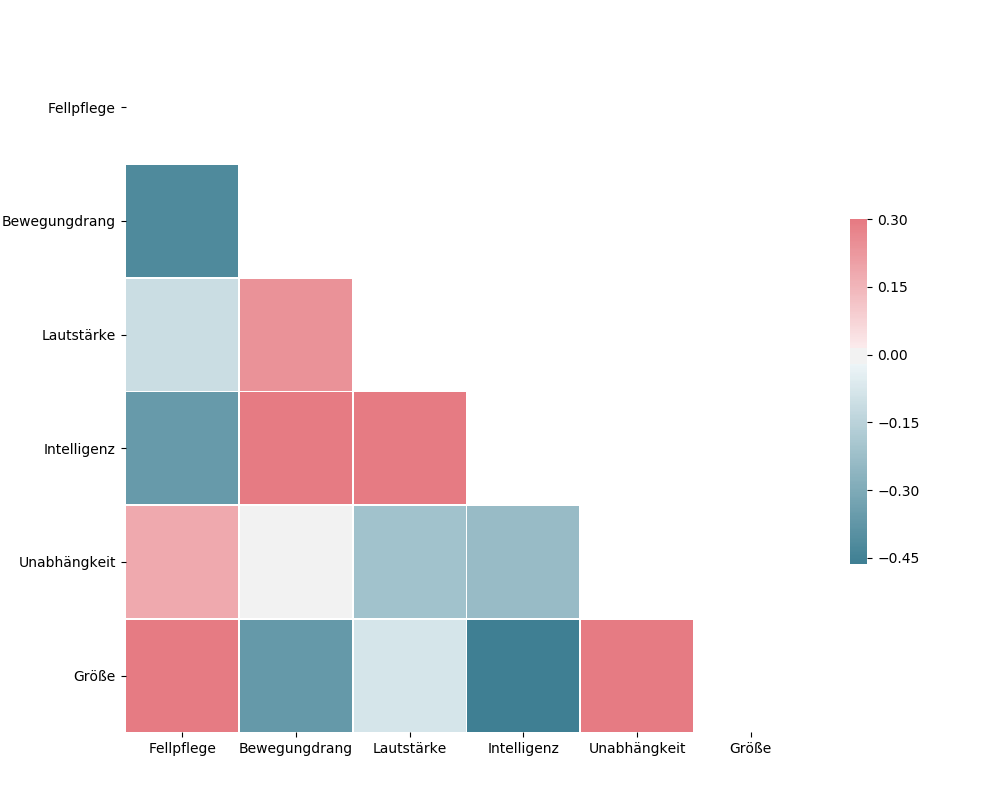 Fellpflege
Bewegungdrang
Lautstärke
Intelligenz
Unabhängkeit
Größe
Fellpflege Bewegungdrang Lautstärke Intelligenz Unabhängkeit Größe
0.30
0.15
0.00
−0.15
−0.30
−0.45